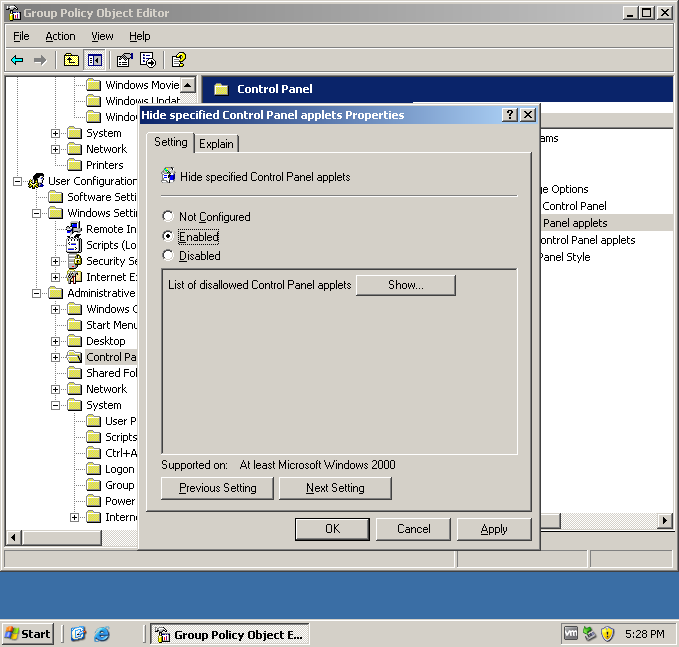 Group Policy Object Editor
File Action View Help
Windows Movie
Windows Updat
Windo
System
Network
Printers
User Configuration
Software Setti
Windows Setti
Remote In
Scripts (Lo
Security Se
Internet E
Administrative
Windows C
Start Menu
Desktop
Control Pa
Shared Fol
Network
System
User P
Scripts
Ctrl+A
Logon
Group
Power
Intern
Control Panel
ams
ge Options
Control Panel
Panel applets
ontrol Panel applets
Panel Style
Hide specified Control Panel applets Properties
Setting Explain
Hide specified Control Panel applets
Not Configured
Enabled
Disabled
List of disallowed Control Panel applets Show...
Supported on: At least Microsoft Windows 2000
Previous Setting Next Setting
OK Cancel Apply
Start Group Policy Object E... vm 5:28 PM